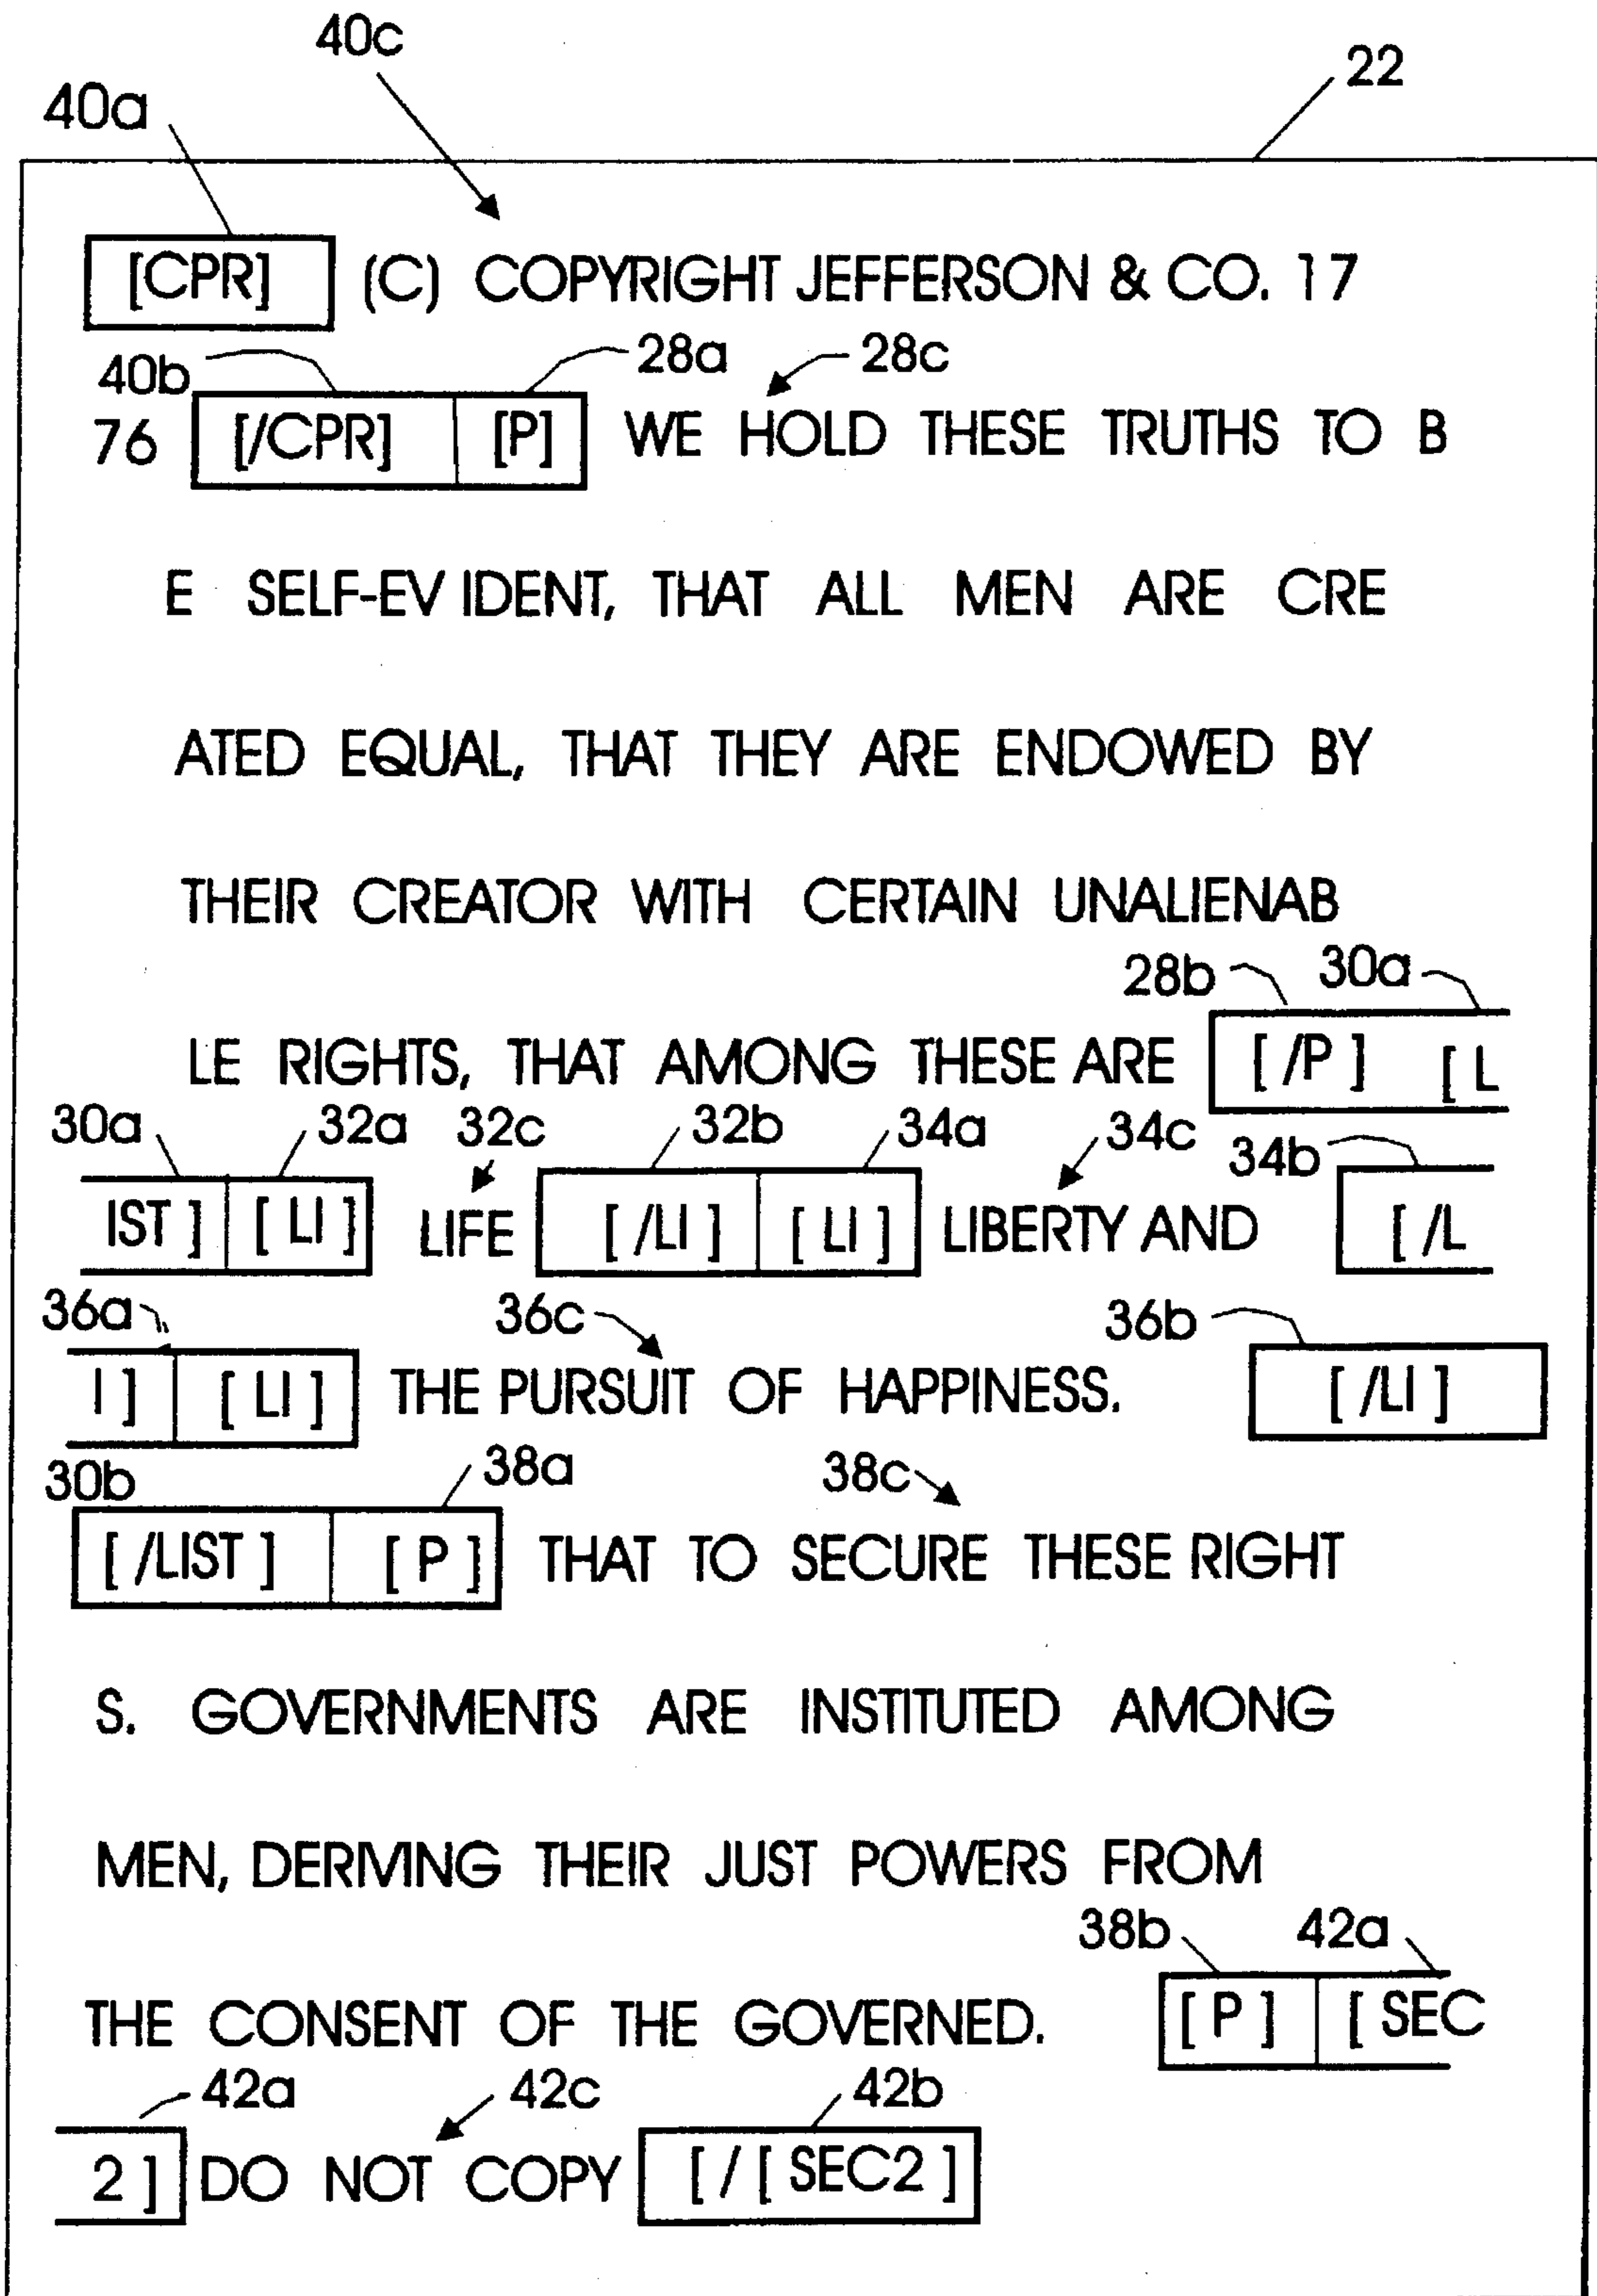 40c
22
40a
[CPR] (C) COPYRIGHT JEFFERSON & CO. 17
40b 28a 28c
76 [/CPR] [P] WE HOLD THESE TRUTHS TO B
E SELF-EV IDENT, THAT ALL MEN ARE CRE
ATED EQUAL, THAT THEY ARE ENDOWED BY
THEIR CREATOR WITH CERTAIN UNALIENAB
28b 30a
LE RIGHTS, THAT AMONG THESE ARE [ /P ] [ L
30a 32a 32c 32b 34a 34c 34b
IST ] [ LI ] LIFE [ /LI ] [ LI ] LIBERTY AND [ /L
36a 36c 36b
I ] [ LI ] THE PURSUIT OF HAPPINESS. [ /LI ]
30b 38a 38c
[ /LIST ] [ P ] THAT TO SECURE THESE RIGHT
S. GOVERNMENTS ARE INSTITUTED AMONG
MEN, DERIVING THEIR JUST POWERS FROM
38b 42a
THE CONSENT OF THE GOVERNED. [ P ] [ SEC
42a 42c 42b
2 ] DO NOT COPY [ / [ SEC2 ]